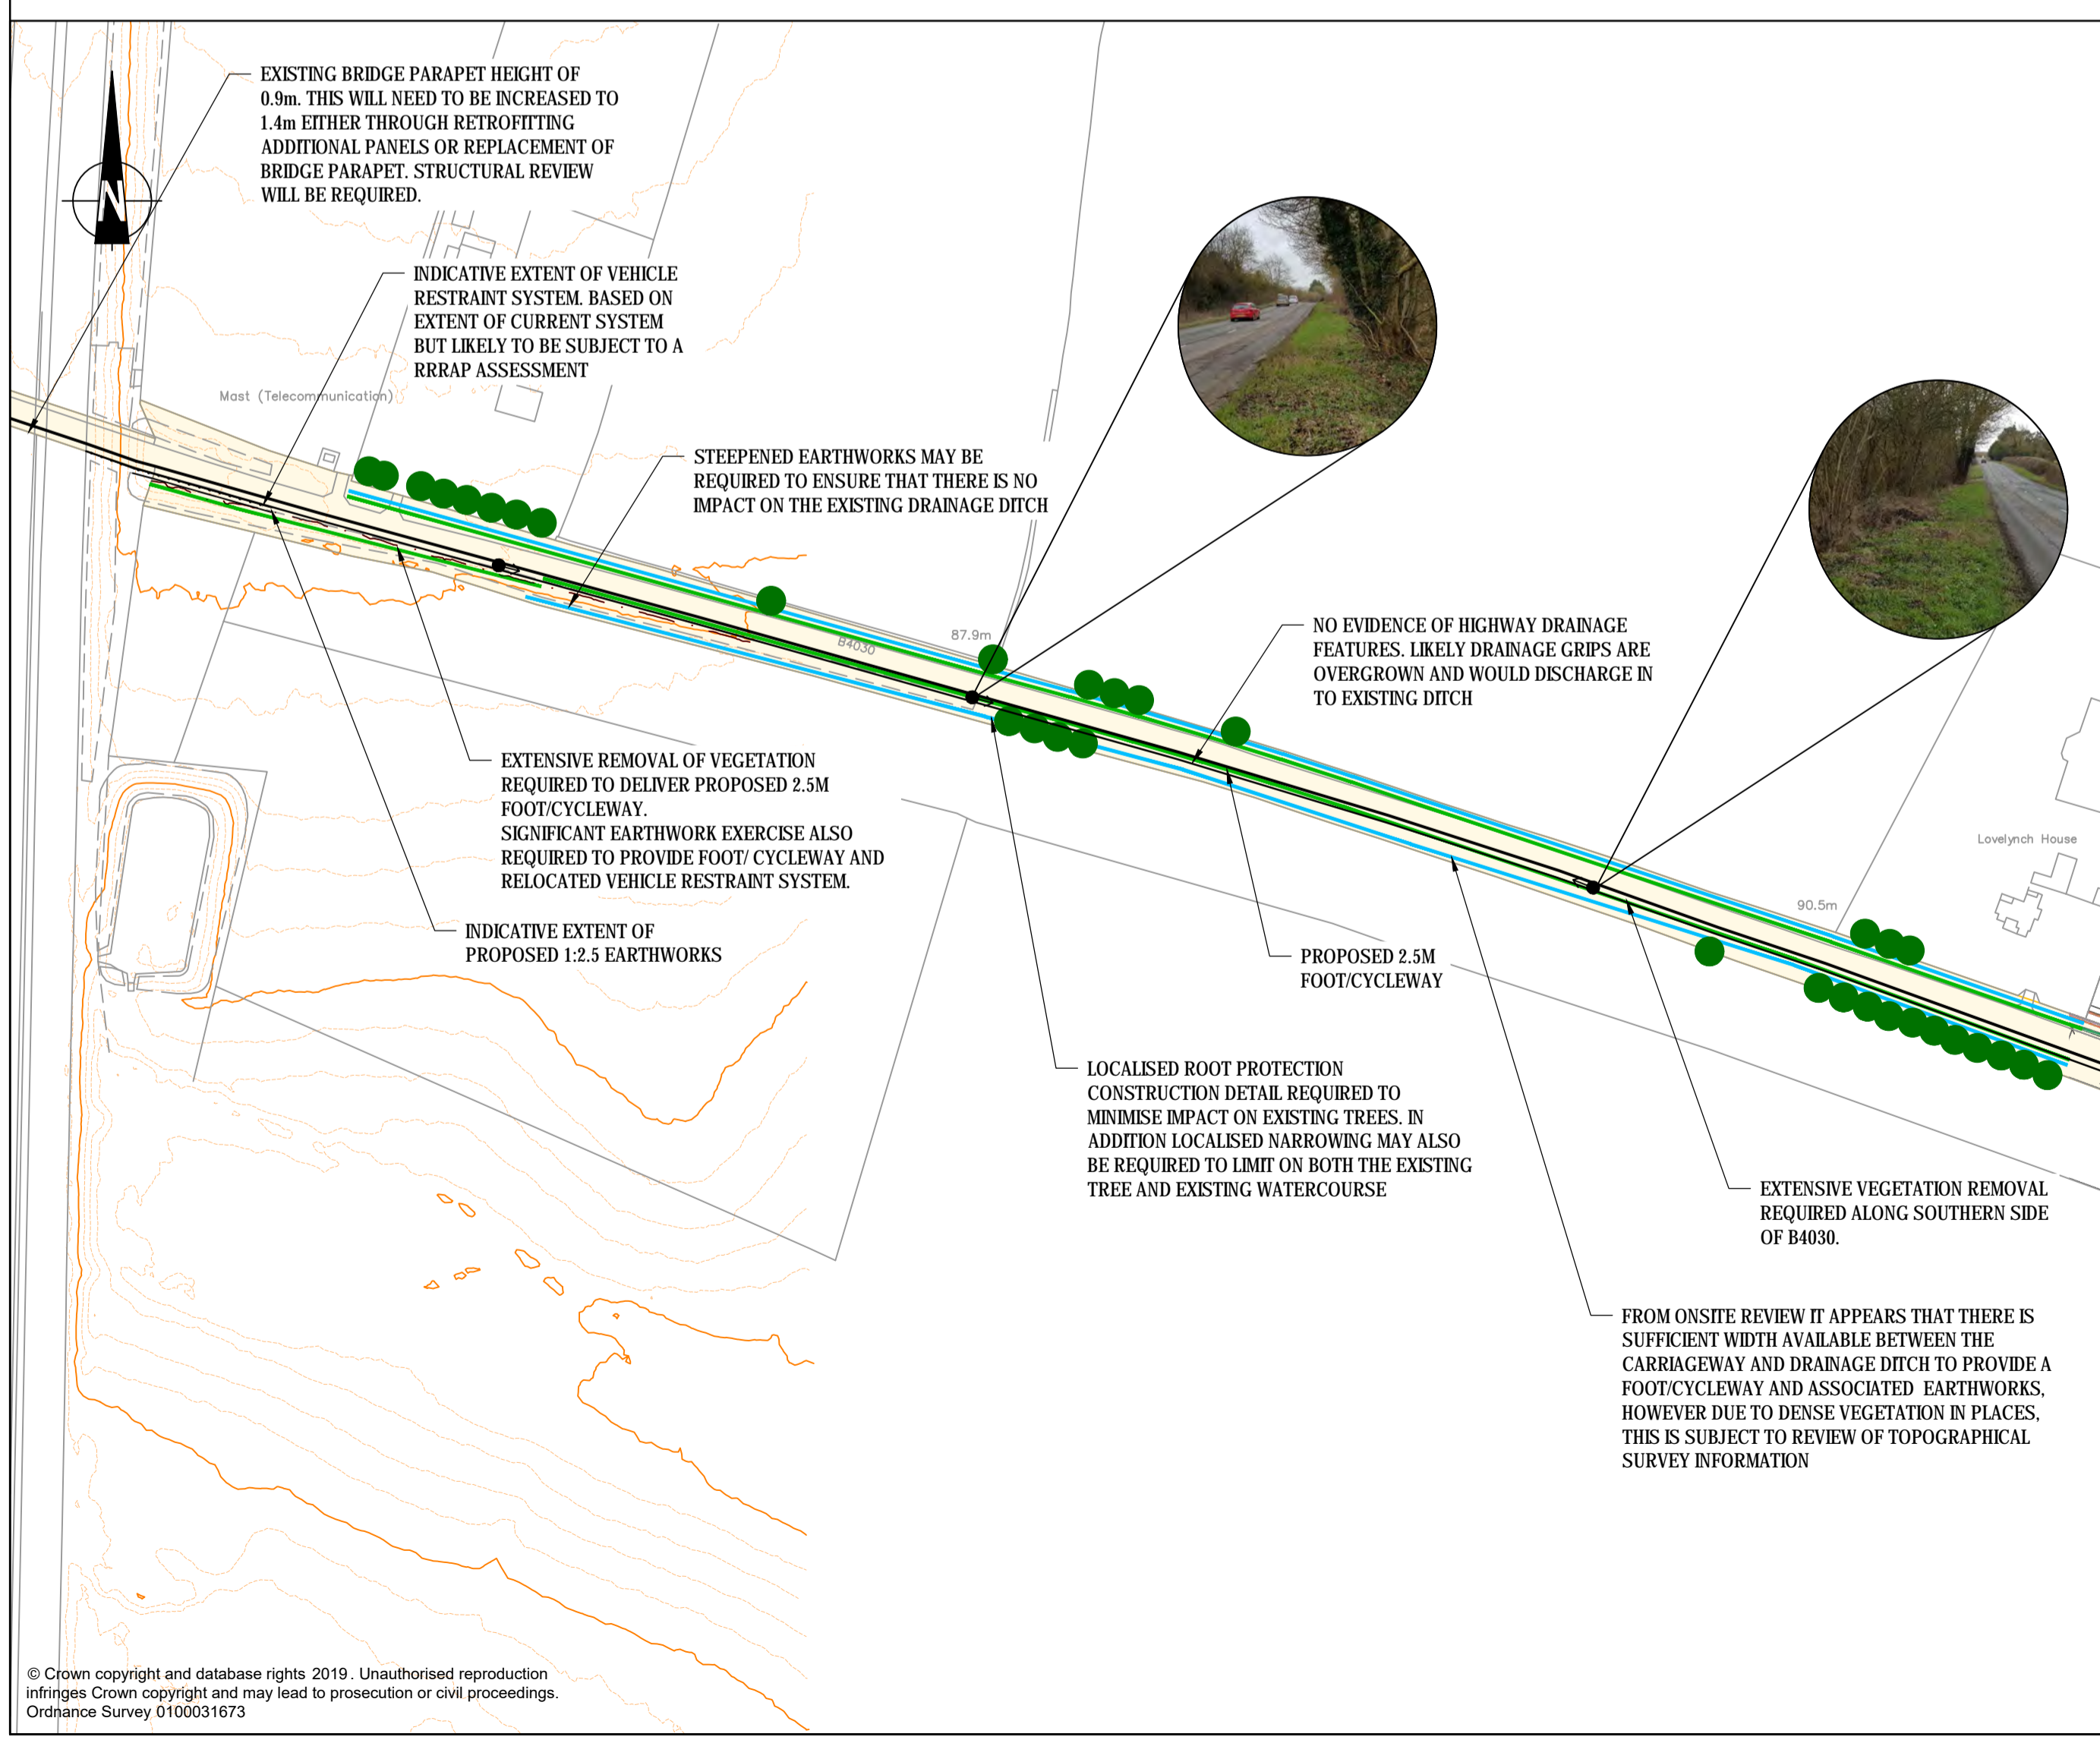 EXISTING BRIDGE PARAPET HEIGHT OF
0.9m. THIS WILL NEED TO BE INCREASED TO
1.4m EITHER THROUGH RETROFITTING
ADDITIONAL PANELS OR REPLACEMENT OF
BRIDGE PARAPET. STRUCTURAL REVIEW
WILL BE REQUIRED.
N
INDICATIVE EXTENT OF VEHICLE
RESTRAINT SYSTEM. BASED ON
EXTENT OF CURRENT SYSTEM
BUT LIKELY TO BE SUBJECT TO A
RRRAP ASSESSMENT
Mast (Telecommunication)
STEEPENED EARTHWORKS MAY BE
REQUIRED TO ENSURE THAT THERE IS NO
IMPACT ON THE EXISTING DRAINAGE DITCH
87.9m
B4030
NO EVIDENCE OF HIGHWAY DRAINAGE
FEATURES. LIKELY DRAINAGE GRIPS ARE
OVERGROWN AND WOULD DISCHARGE IN
TO EXISTING DITCH
EXTENSIVE REMOVAL OF VEGETATION
REQUIRED TO DELIVER PROPOSED 2.5M
FOOT/CYCLEWAY.
SIGNIFICANT EARTHWORK EXERCISE ALSO
REQUIRED TO PROVIDE FOOT/ CYCLEWAY AND
RELOCATED VEHICLE RESTRAINT SYSTEM.
Lovelynch House
90.5m
INDICATIVE EXTENT OF
PROPOSED 1:2.5 EARTHWORKS
PROPOSED 2.5M
FOOT/CYCLEWAY
LOCALISED ROOT PROTECTION
CONSTRUCTION DETAIL REQUIRED TO
MINIMISE IMPACT ON EXISTING TREES. IN
ADDITION LOCALISED NARROWING MAY ALSO
BE REQUIRED TO LIMIT ON BOTH THE EXISTING
TREE AND EXISTING WATERCOURSE
EXTENSIVE VEGETATION REMOVAL
REQUIRED ALONG SOUTHERN SIDE
OF B4030.
FROM ONSITE REVIEW IT APPEARS THAT THERE IS
SUFFICIENT WIDTH AVAILABLE BETWEEN THE
CARRIAGEWAY AND DRAINAGE DITCH TO PROVIDE A
FOOT/CYCLEWAY AND ASSOCIATED EARTHWORKS,
HOWEVER DUE TO DENSE VEGETATION IN PLACES,
THIS IS SUBJECT TO REVIEW OF TOPOGRAPHICAL
SURVEY INFORMATION
© Crown copyright and database rights 2019. Unauthorised reproduction
infringes Crown copyright and may lead to prosecution or civil proceedings.
Ordnance Survey 0100031673